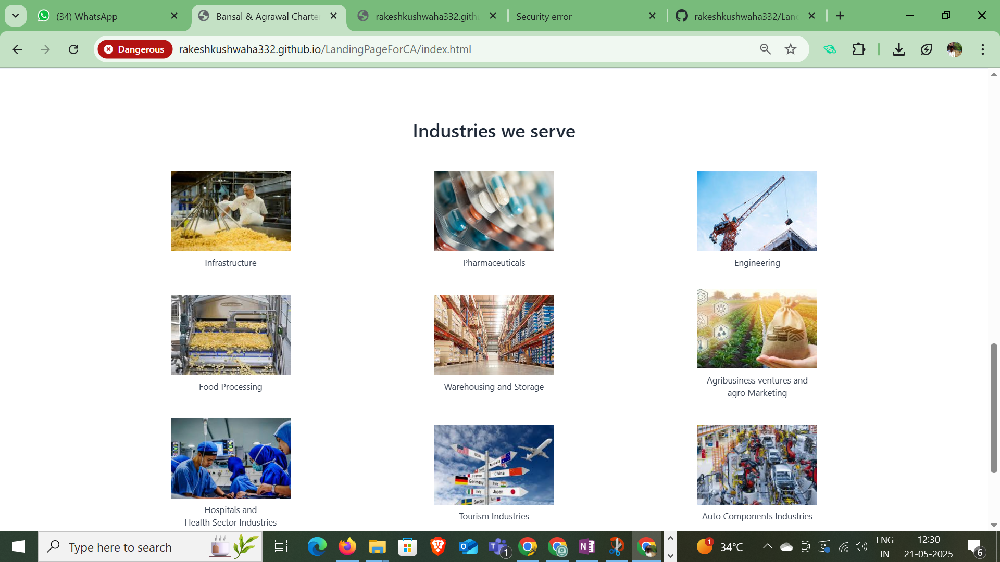 (34) WhatsApp
Bansal & Agrawal Charte
rakeshkushwaha332.gith
Security error
rakeshkushwaha332/Lan
Dangerous
rakeshkushwaha332.github.io/LandingPageForCA/index.html
Industries we serve
Infrastructure
Pharmaceuticals
Engineering
Food Processing
Warehousing and Storage
Agribusiness ventures and
agro Marketing
USA
Australia
France
China
Germany
India
Italy
Japan
Sweden
Hospitals and
Health Sector Industries
Tourism Industries
Auto Components Industries
Type here to search
1
1
34°C
ENG
IN
12:30
21-05-2025
6